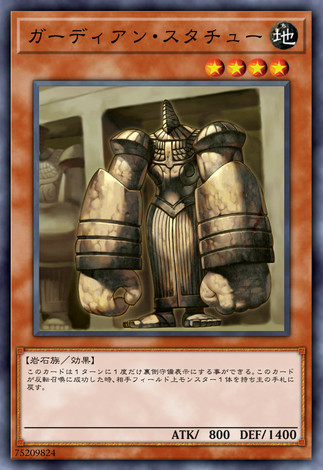 ガーディアン・スタチュー
地
【岩石族／効果】
このカードは１ターンに１度だけ裏側守備表示にする事ができる。このカード
が反転召喚に成功した時、相手フィールド上モンスター１体を持ち主の手札に
戻す。
ATK/ 800 DEF/1400
75209824